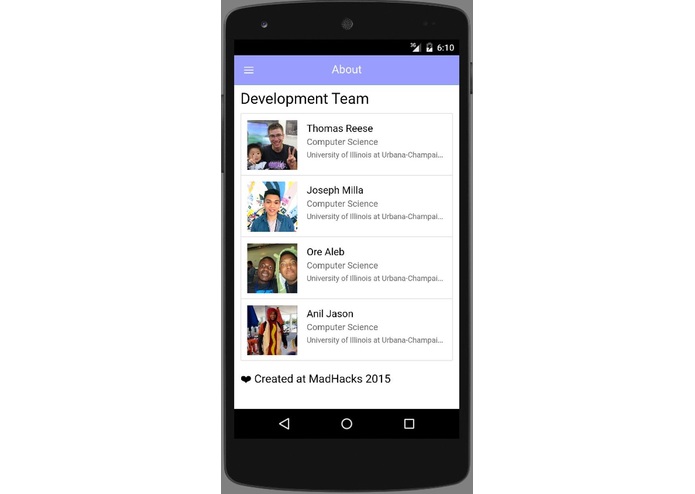 3G 6:10
About
Development Team
Thomas Reese
Computer Science
University of Illinois at Urbana-Champai...
Joseph Milla
Computer Science
University of Illinois at Urbana-Champai...
Ore Aleb
Computer Science
University of Illinois at Urbana-Champai...
Anil Jason
Computer Science
University of Illinois at Urbana-Champai...
❤ Created at MadHacks 2015